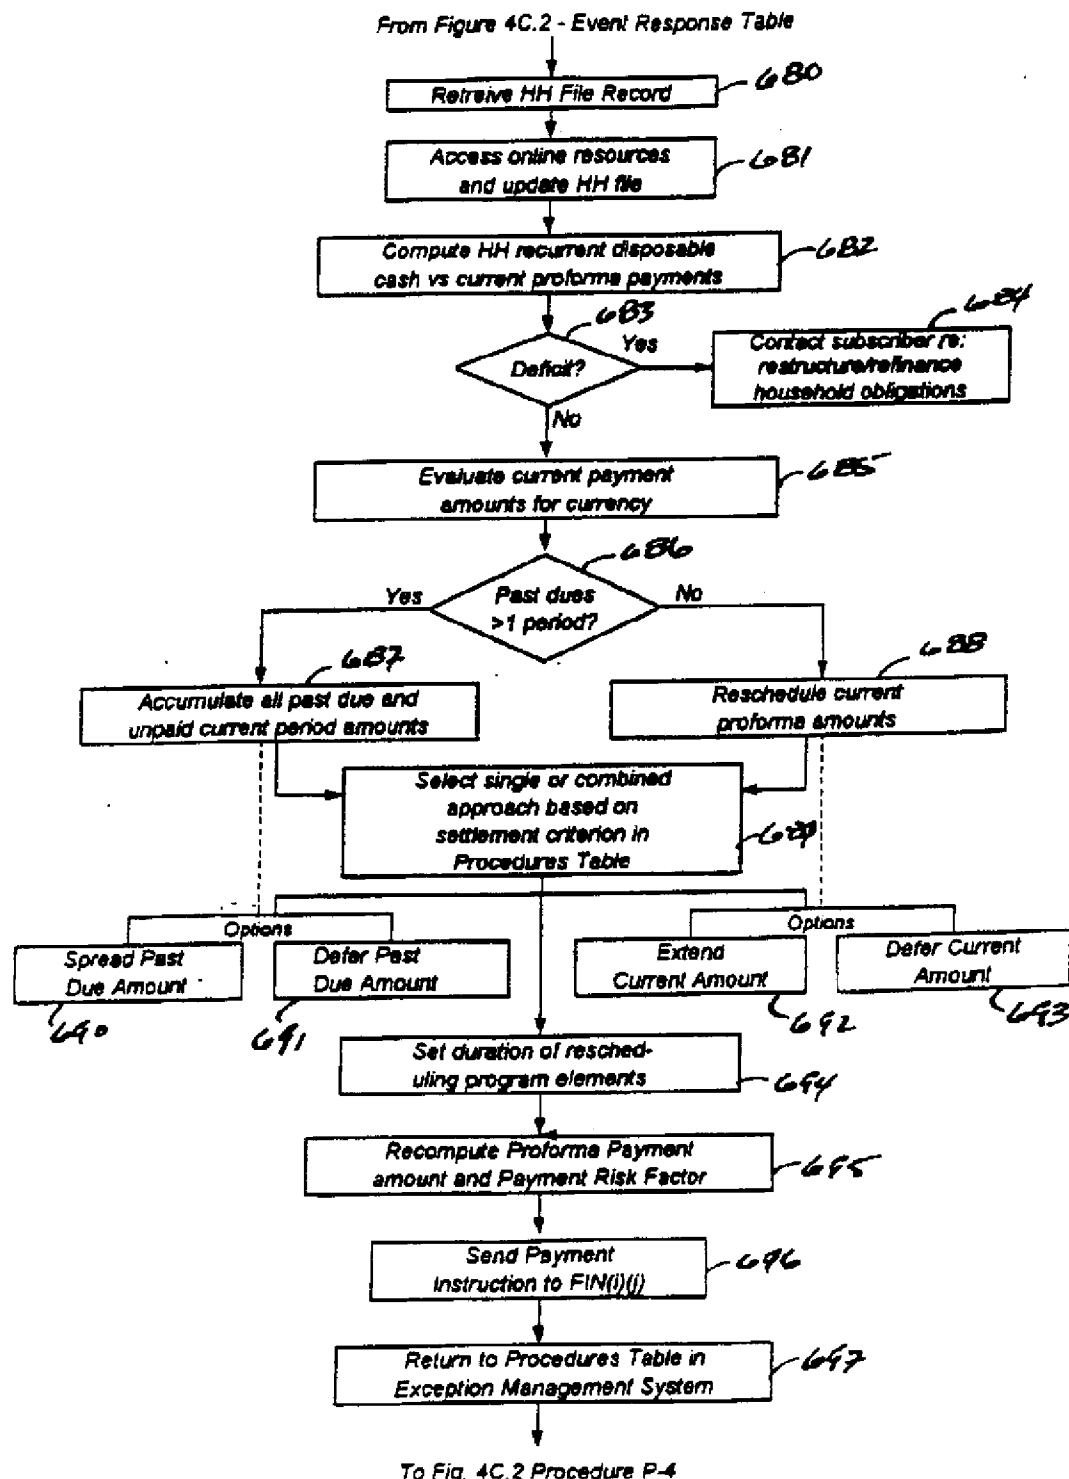 From Figure 4C.2 - Event Response Table
Retreive HH File Record
680
Access online resources
and update HH file
681
Compute HH recurrent disposable
cash vs current proforma payments
682
683
Deficit?
Yes
684
Contact subscriber re:
restructure/refinance
household obligations
No
Evaluate current payment
amounts for currency
685
686
Past dues
>1 period?
Yes
No
687
Accumulate all past due and
unpaid current period amounts
688
Reschedule current
proforma amounts
Select single or combined
approach based on
settlement criterion in
Procedures Table
689
Options
Options
Spread Past
Due Amount
690
Defer Past
Due Amount
691
Extend
Current Amount
692
Defer Current
Amount
693
Set duration of resched-
uling program elements
694
Recompute Proforma Payment
amount and Payment Risk Factor
695
Send Payment
Instruction to FIN(i)(j)
696
Return to Procedures Table in
Exception Management System
697
To Fig. 4C.2 Procedure P-4